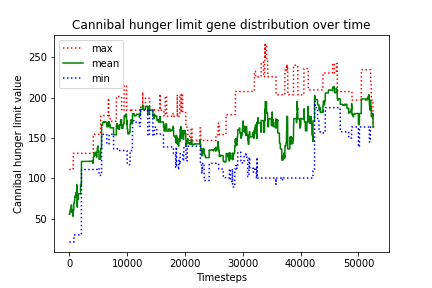 Cannibal hunger limit gene distribution over time
Cannibal hunger limit value
250
200
150
100
50
max
mean
min
0
10000
20000
30000
40000
50000
Timesteps